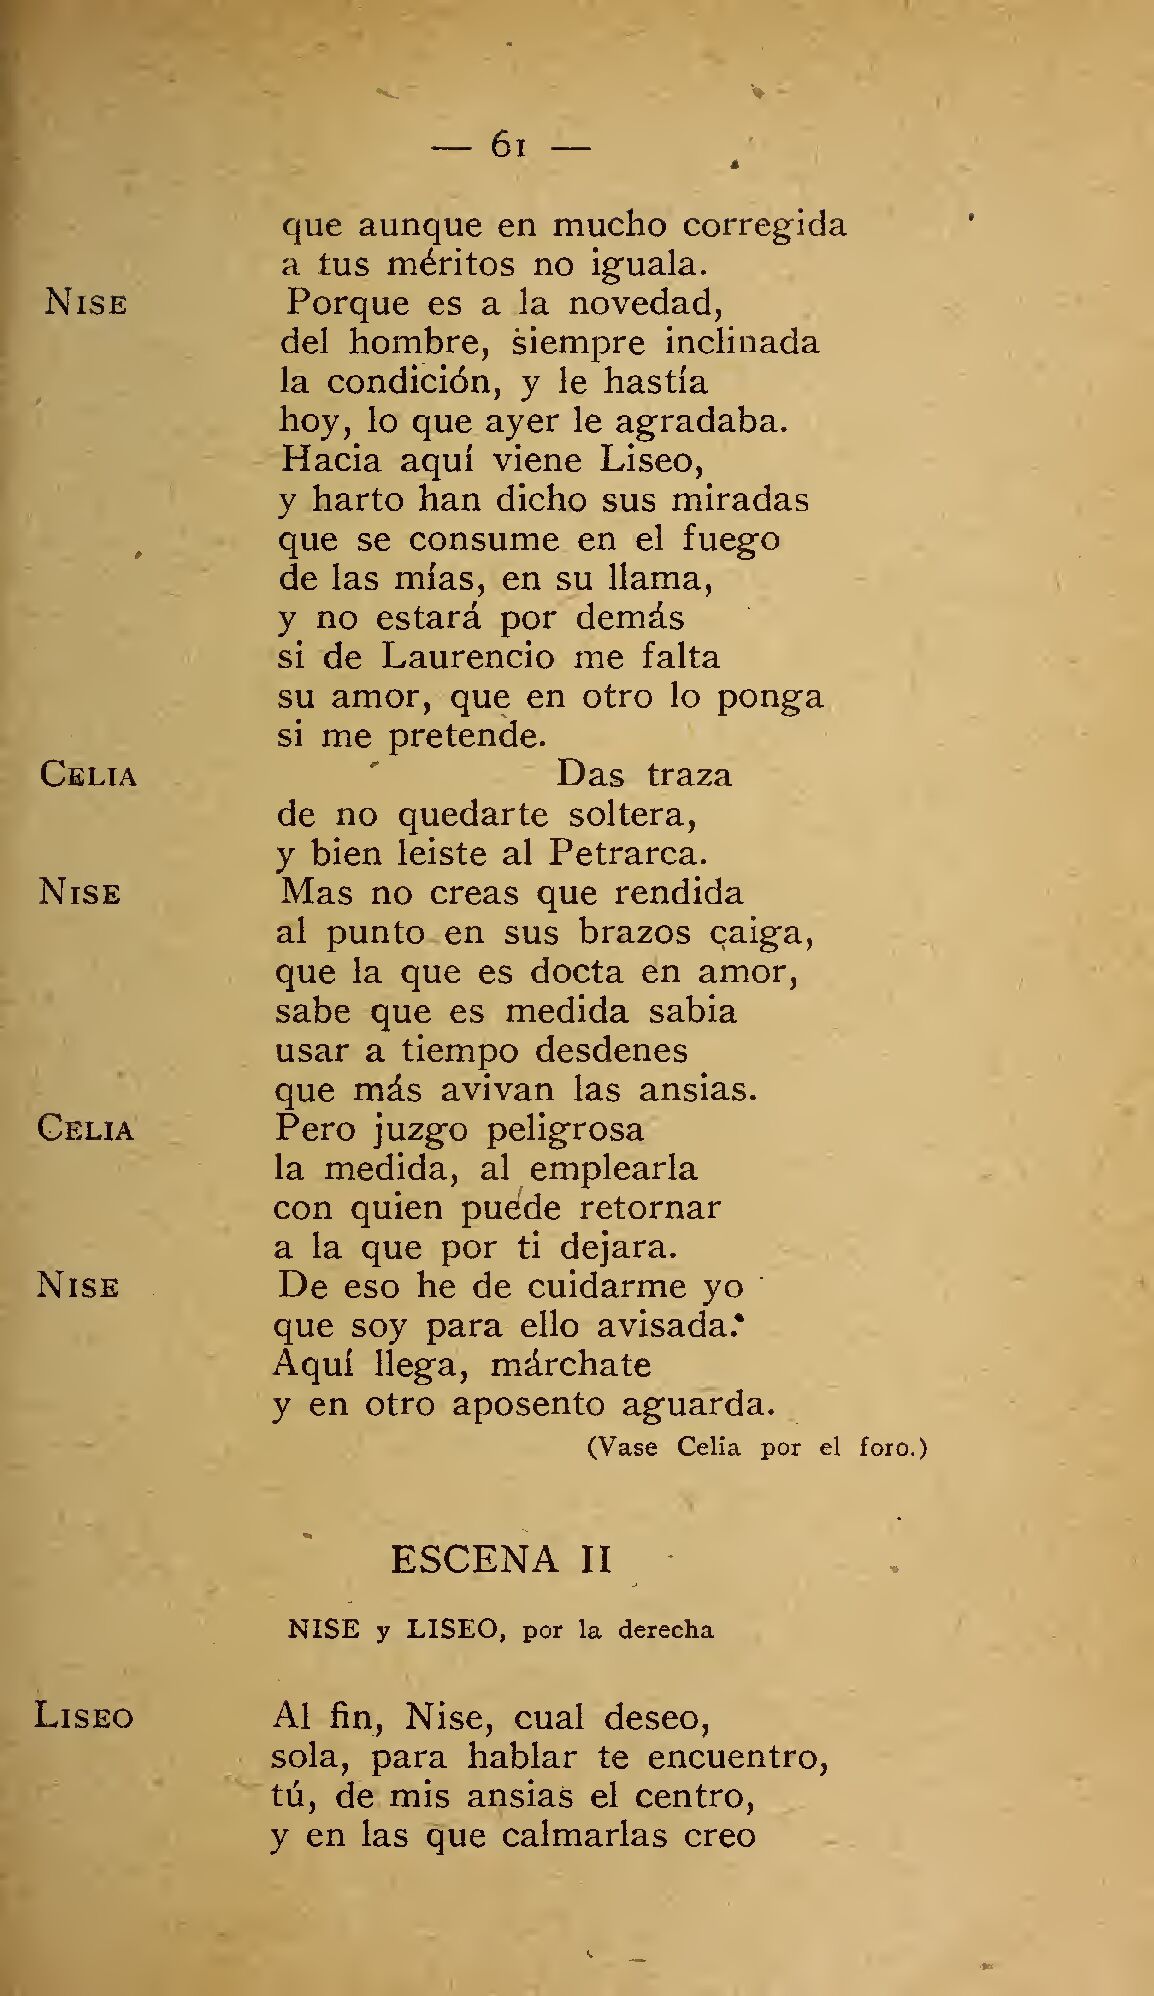 — 61 —
que aunque en mucho corregida
a tus méritos no iguala.
NISE Porque es a la novedad,
del hombre, siempre inclinada
la condición, y le hastía
hoy, lo que ayer le agradaba.
Hacia aquí viene Liseo,
y harto han dicho sus miradas
que se consume en el fuego
de las mías, en su llama,
y no estará por demás
si de Laurencio me falta
su amor, que en otro lo ponga
si me pretende.
CELIA Das traza
de no quedarte soltera,
y bien leiste al Petrarca.
NISE Mas no creas que rendida
al punto en sus brazos caiga,
que la que es docta en amor,
sabe que es medida sabia
usar a tiempo desdenes
que más avivan las ansias.
CELIA Pero juzgo peligrosa
la medida, al emplearla
con quien puede retornar
a la que por ti dejara.
NISE De eso he de cuidarme yo
que soy para ello avisada.
Aquí llega, márchate
y en otro aposento aguarda.
(Vase Celia por el foro.)
ESCENA II
NISE y LISEO, por la derecha
LISEO Al fin, Nise, cual deseo,
sola, para hablar te encuentro,
tú, de mis ansias el centro,
y en las que calmarlas creo